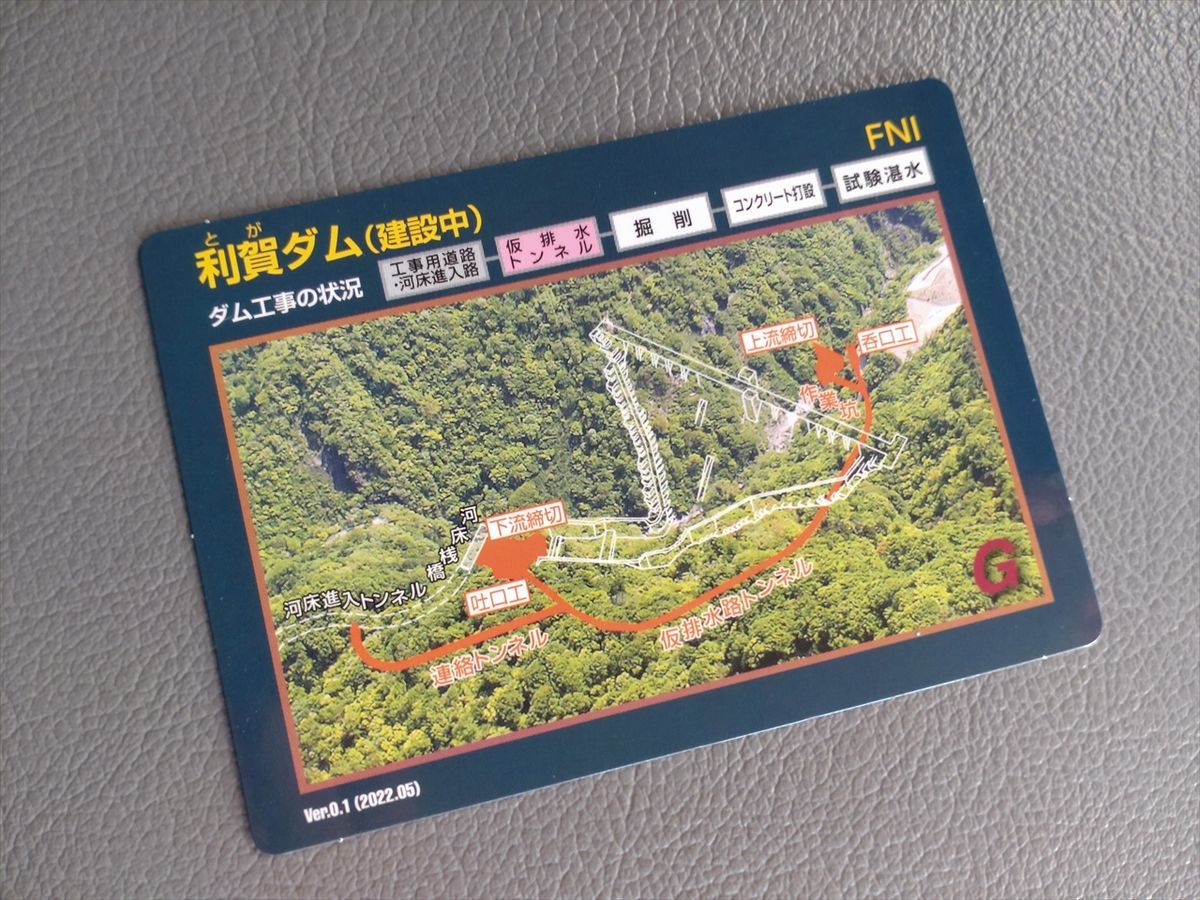 FNI
とが
利賀ダム(建設中)
ダム工事の状況
工事用道路
・河床進入路
仮排水
トンネル
掘削
コンクリート打設
試験湛水
上流締切
呑口工
作業坑
下流締切
河床桟橋
吐口工
河床進入トンネル
連絡トンネル
仮排水路トンネル
G
Ver.0.1 (2022.05)